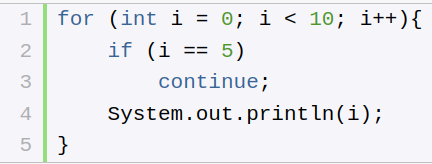 1 for (int i = 0; i < 10; i++){
2     if (i == 5)
3         continue;
4     System.out.println(i);
5 }